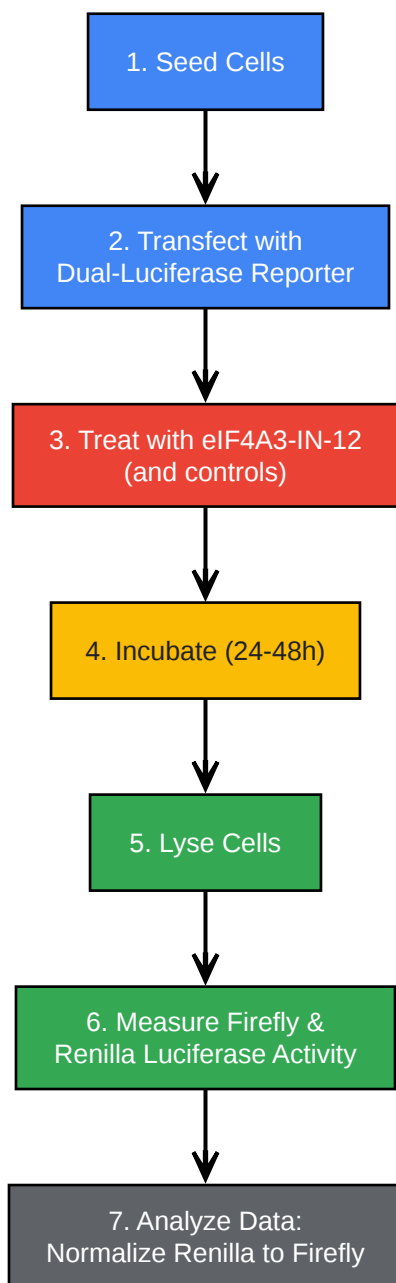 1. Seed Cells
2. Transfect with
Dual-Luciferase Reporter
3. Treat with eIF4A3-IN-12
(and controls)
4. Incubate (24-48h)
5. Lyse Cells
6. Measure Firefly &
Renilla Luciferase Activity
7. Analyze Data:
Normalize Renilla to Firefly